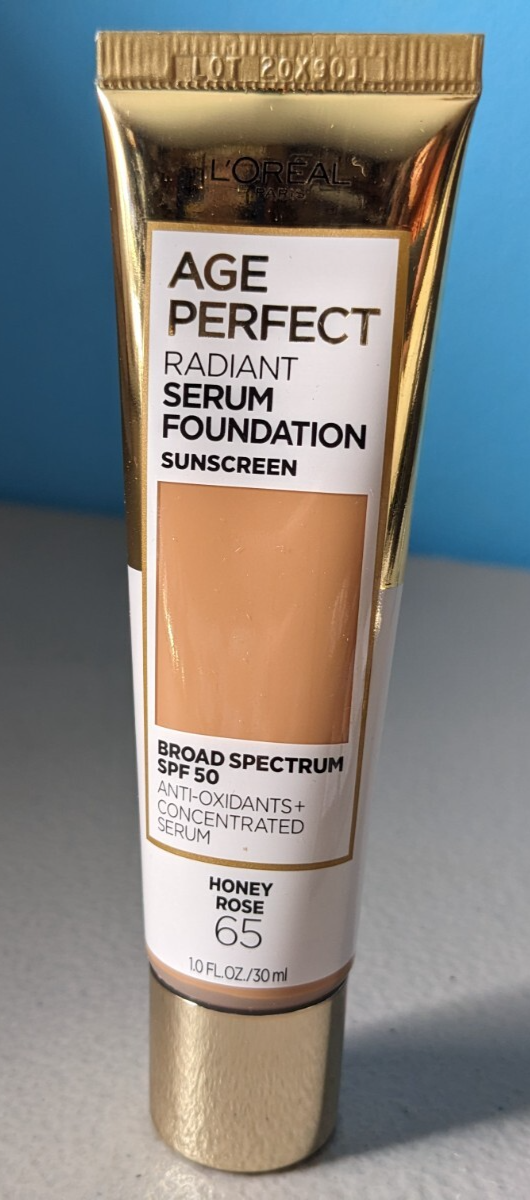 LOT 20X901
L'ORÉAL
PARIS
AGE
PERFECT
RADIANT
SERUM
FOUNDATION
SUNSCREEN
BROAD SPECTRUM
SPF 50
ANTI-OXIDANTS+
CONCENTRATED
SERUM
HONEY
ROSE
65
1.0 FL.OZ./30 ml